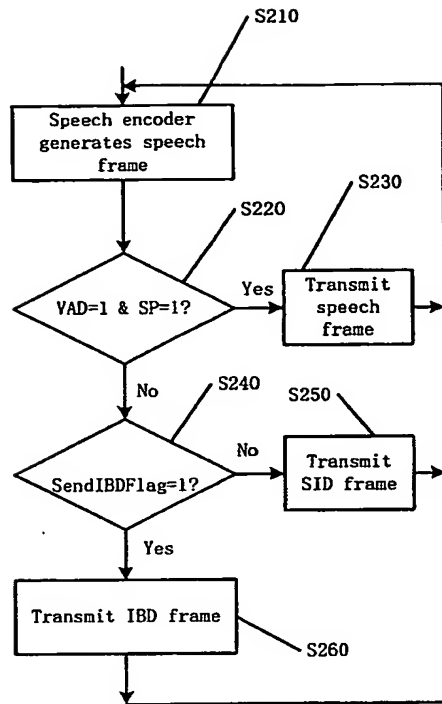 S210
Speech encoder
generates speech
frame
S220
S230
VAD=1 & SP=1?
Yes
Transmit
speech
frame
No
S240
S250
SendIBDFlag=1?
No
Transmit
SID frame
Yes
Transmit IBD frame
S260